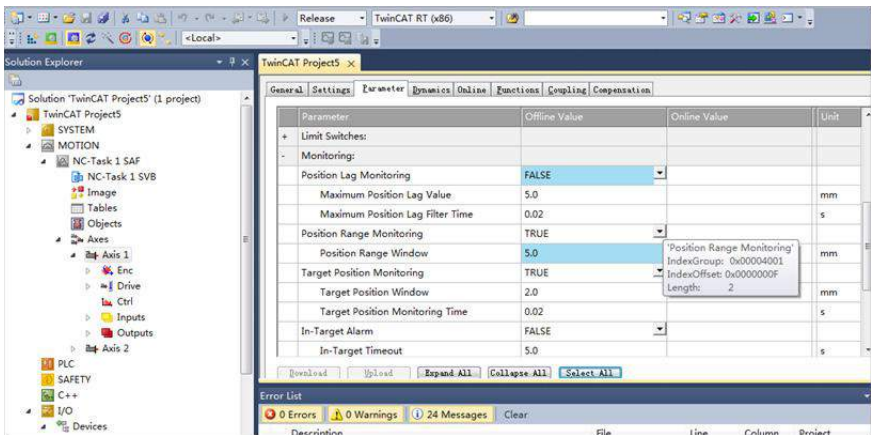 Release
TwinCAT RT (x86)
<Local>
Solution Explorer
TwinCAT Project5
Solution 'TwinCAT Project5' (1 project)
TwinCAT Project5
SYSTEM
MOTION
NC-Task 1 SAF
NC-Task 1 SVB
Image
Tables
Objects
Axes
Axis 1
Enc
Drive
Ctrl
Inputs
Outputs
Axis 2
PLC
SAFETY
C++
I/O
Devices
General Settings Parameter Dynamics Online Functions Coupling Compensation
Parameter Offline Value Online Value Unit
+ Limit Switches:
- Monitoring:
Position Lag Monitoring FALSE
Maximum Position Lag Value 5.0 mm
Maximum Position Lag Filter Time 0.02 s
Position Range Monitoring TRUE
Position Range Window 5.0 mm
Target Position Monitoring TRUE
Target Position Window 2.0 mm
Target Position Monitoring Time 0.02 s
In-Target Alarm FALSE
In-Target Timeout 5.0 s
'Position Range Monitoring'
IndexGroup: 0x00004001
IndexOffset: 0x0000000F
Length: 2
Download Upload Expand All Collapse All Select All
Error List
0 Errors 0 Warnings 24 Messages Clear
Description File Line Column Project